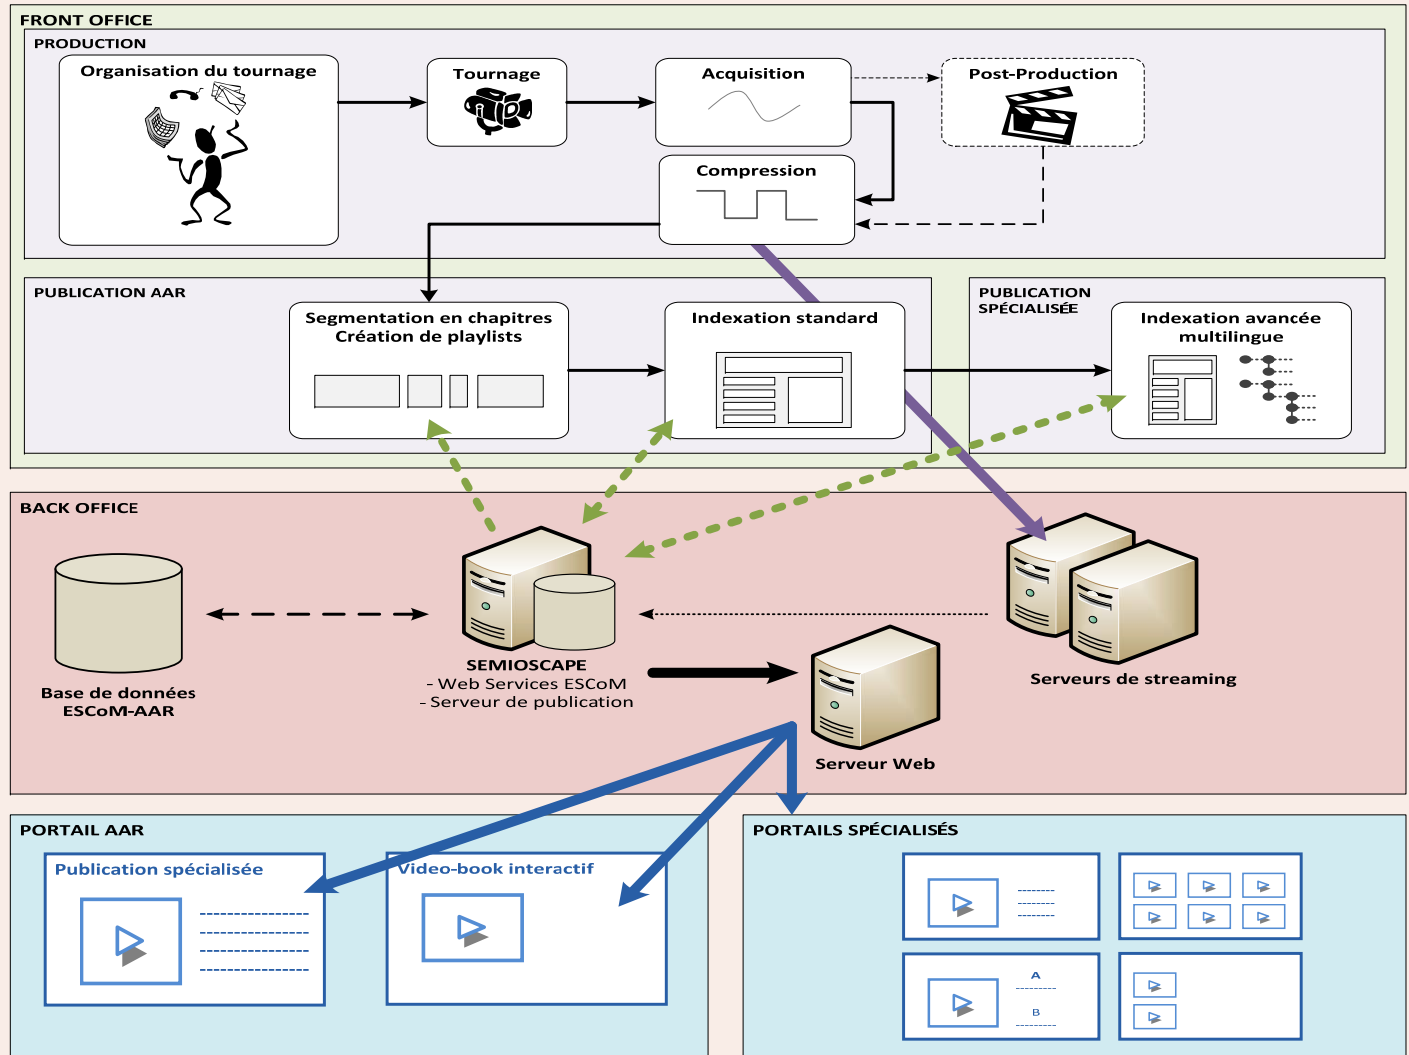 FRONT OFFICE
PRODUCTION
Organisation du tournage
Tournage
Acquisition
Post-Production
Compression
PUBLICATION AAR
Segmentation en chapitres
Création de playlists
Indexation standard
PUBLICATION
SPÉCIALISÉE
Indexation avancée
multilingue
BACK OFFICE
Base de données
ESCoM-AAR
SEMIOSCAPE
- Web Services ESCoM
- Serveur de publication
Serveur Web
Serveurs de streaming
PORTAIL AAR
Publication spécialisée
Video-book interactif
PORTAILS SPÉCIALISÉS
A
B